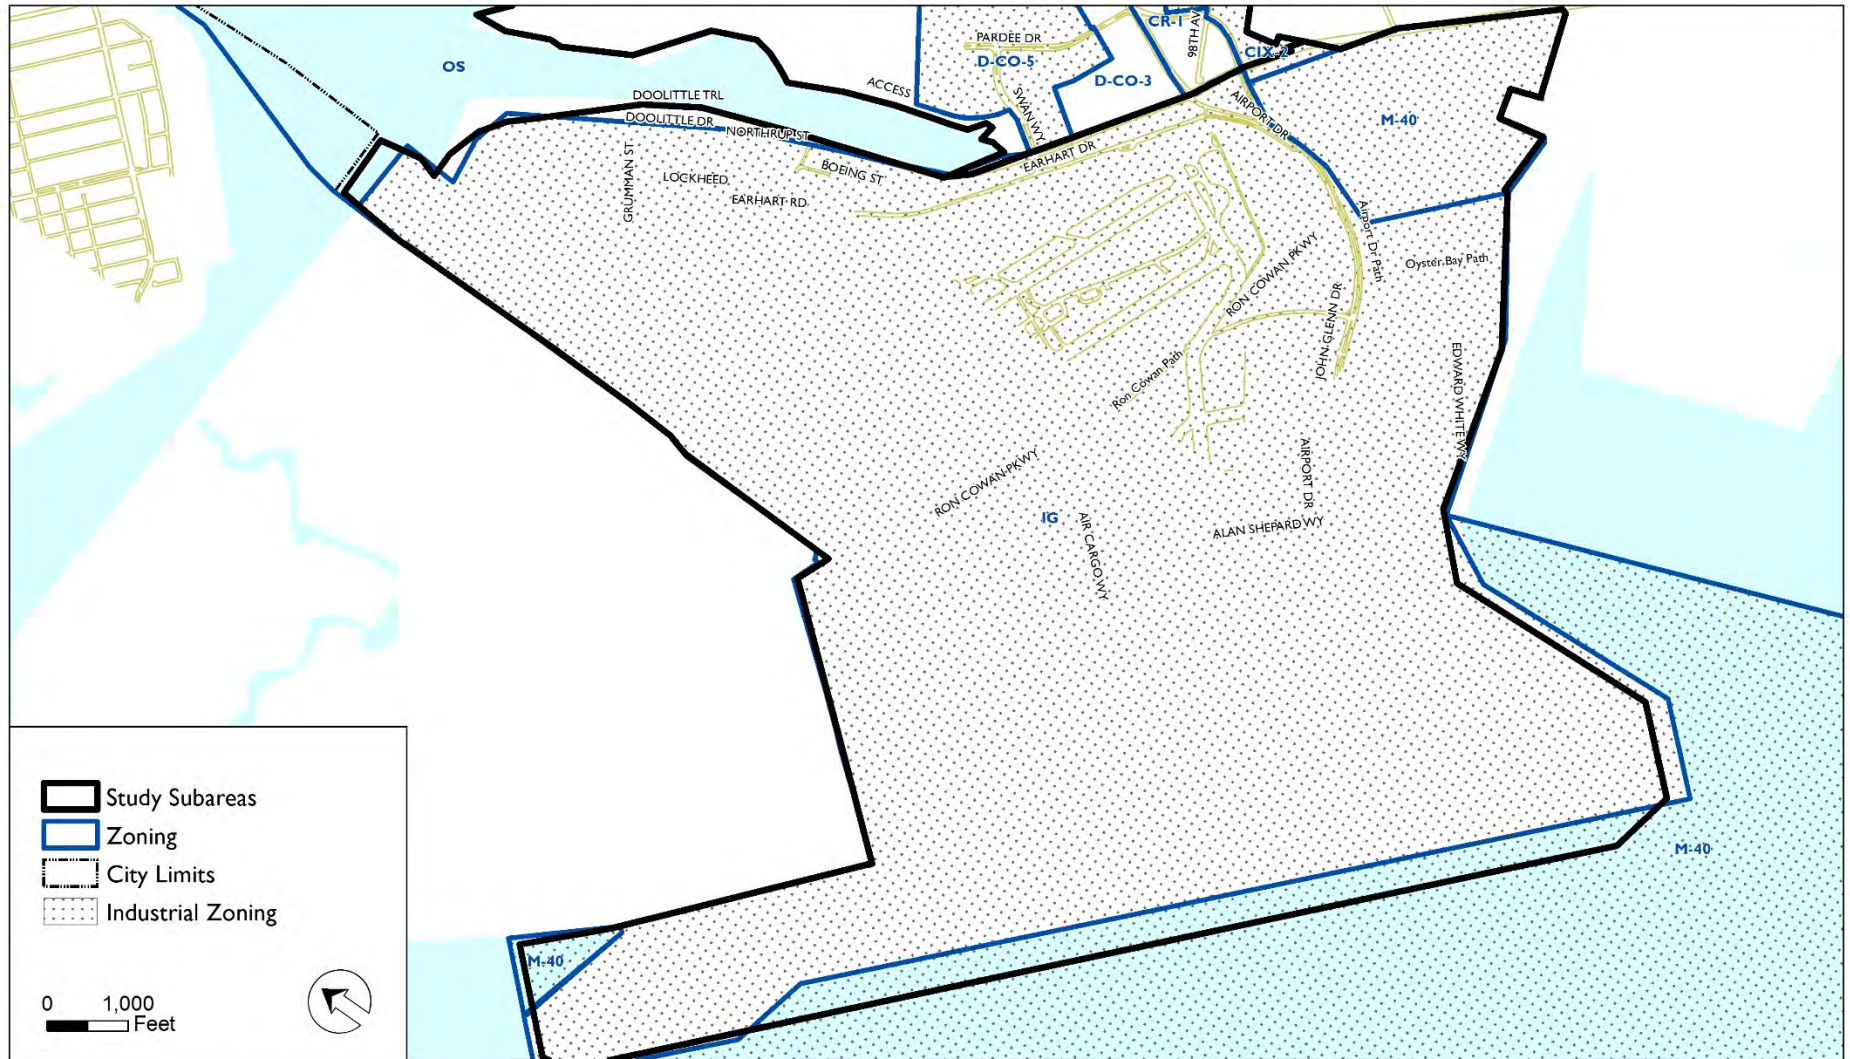 CR-1
98TH AV
PARDEE DR
CIX-2
D-CO-5
OS
D-CO-3
ACCESS
DOOLITTLE TRL
SWAN WY
AIRPORT DR
M-40
DOOLITTLE DR
NORTHRUP ST
EARHART DR
BOEING ST
GRUMMAN ST
LOCKHEED
EARHART RD
Airport Dr Path
Oyster Bay Path
RON COWAN PKWY
JOHN GLENN DR
Ron Cowan Path
EDWARD WHITE WY
RON COWAN PKWY
AIRPORT DR
IG
AIR CARGO WY
ALAN SHEPARD WY
M-40
M-40
Study Subareas
Zoning
City Limits
Industrial Zoning
0 1,000
Feet